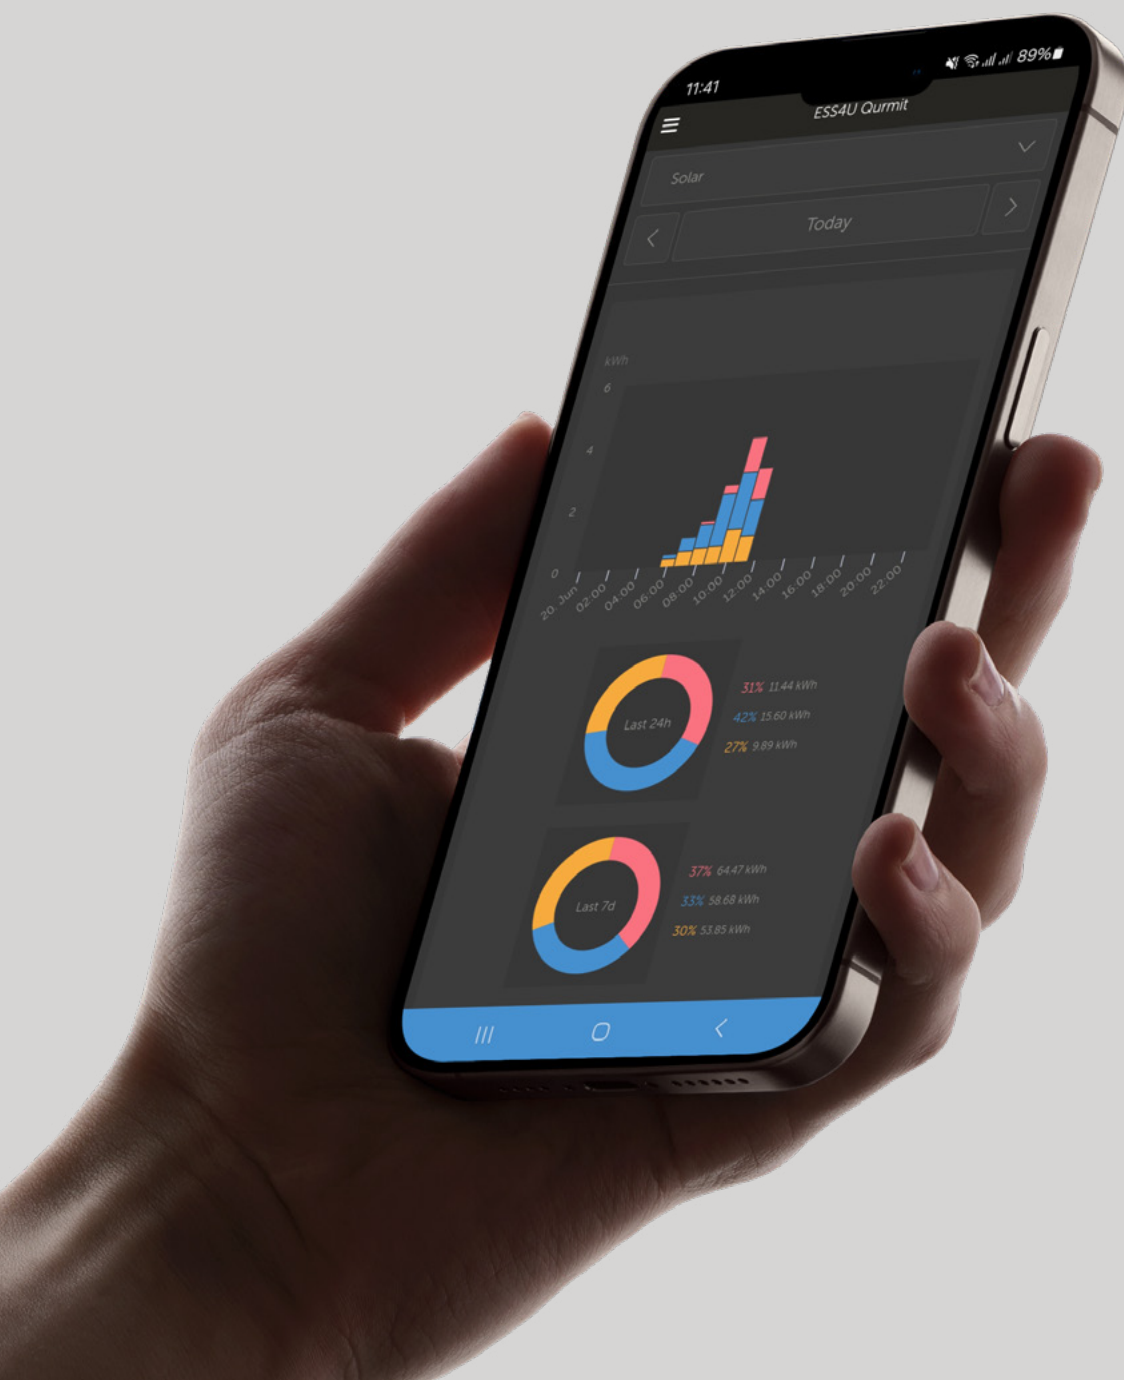 11:41 89%
ESS4U Qurmit
Solar
Today
kWh
6
4
2
0
20. Jun 02:00 04:00 06:00 08:00 10:00 12:00 14:00 16:00 18:00 20:00 22:00
Last 24h
31% 11.44 kWh
42% 15.60 kWh
27% 9.89 kWh
Last 7d
37% 64.47 kWh
33% 58.68 kWh
30% 53.85 kWh